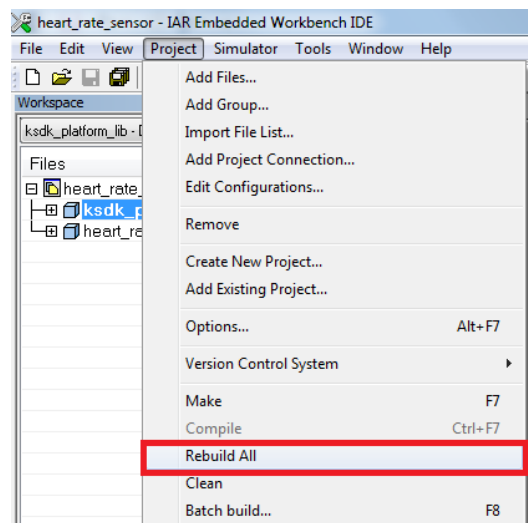 heart_rate_sensor - IAR Embedded Workbench IDE
File Edit View Project Simulator Tools Window Help
Workspace
ksdk_platform_lib - 
Files
heart_rate_
ksdk_p
heart_ra
Add Files...
Add Group...
Import File List...
Add Project Connection...
Edit Configurations...
Remove
Create New Project...
Add Existing Project...
Options... Alt+F7
Version Control System
Make F7
Compile Ctrl+F7
Rebuild All
Clean
Batch build... F8